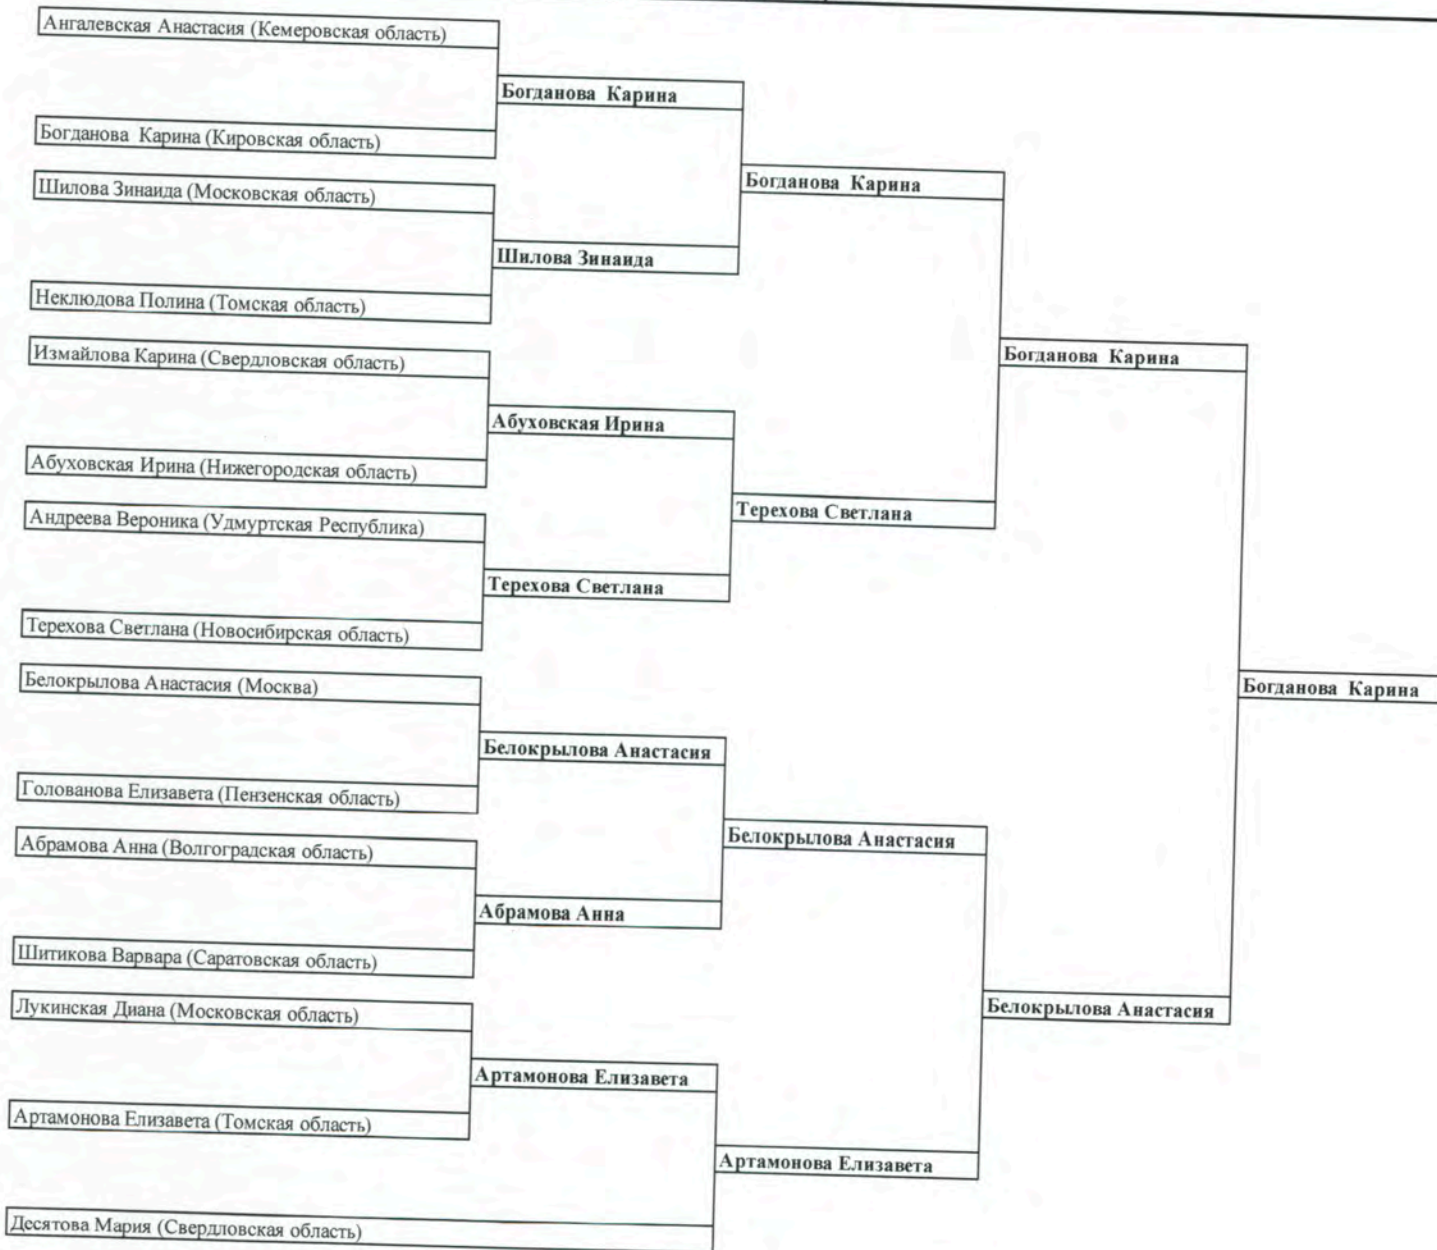 Ангалевская Анастасия (Кемеровская область)
Богданова Карина
Богданова Карина (Кировская область)
Шилова Зинаида (Московская область)
Богданова Карина
Шилова Зинаида
Неклюдова Полина (Томская область)
Измайлова Карина (Свердловская область)
Богданова Карина
Абуховская Ирина
Абуховская Ирина (Нижегородская область)
Андреева Вероника (Удмуртская Республика)
Терехова Светлана
Терехова Светлана
Терехова Светлана (Новосибирская область)
Белокрылова Анастасия (Москва)
Богданова Карина
Белокрылова Анастасия
Голованова Елизавета (Пензенская область)
Абрамова Анна (Волгоградская область)
Белокрылова Анастасия
Абрамова Анна
Шитикова Варвара (Саратовская область)
Лукинская Диана (Московская область)
Белокрылова Анастасия
Артамонова Елизавета
Артамонова Елизавета (Томская область)
Артамонова Елизавета
Десятова Мария (Свердловская область)